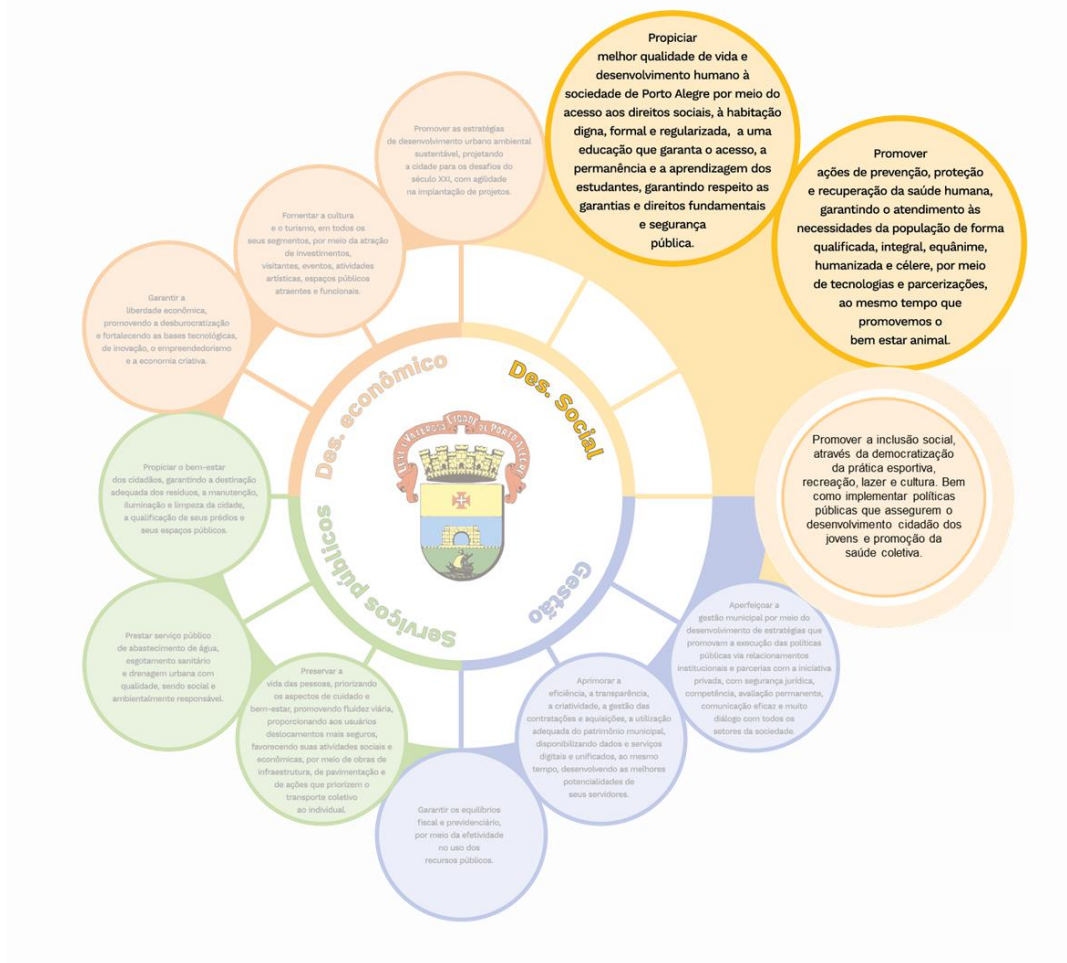 Propiciar
melhor qualidade de vida e
desenvolvimento humano à
sociedade de Porto Alegre por meio do
acesso aos direitos sociais, à habitação
digna, formal e regularizada, a uma
educação que garanta o acesso, a
permanência e a aprendizagem dos
estudantes, garantindo respeito as
garantias e direitos fundamentais
e segurança
pública.
Promover
ações de prevenção, proteção
e recuperação da saúde humana,
garantindo o atendimento às
necessidades da população de forma
qualificada, integral, equânime,
humanizada e célere, por meio
de tecnologias e parcerizações,
ao mesmo tempo que
promovemos o
bem estar animal.
Promover a inclusão social,
através da democratização
da prática esportiva,
recreação, lazer e cultura. Bem
como implementar políticas
públicas que assegurem o
desenvolvimento cidadão dos
jovens e promoção da
saúde coletiva.
Aperfeiçoar a
gestão municipal por meio do
desenvolvimento de estratégias que
promovam a execução das políticas
públicas via relacionamentos
institucionais e parcerias com a iniciativa
privada, com segurança jurídica,
competência, avaliação permanente,
comunicação eficaz e muito
diálogo com todos os
setores da sociedade.
Aprimorar a
eficiência, a transparência,
a criatividade, a gestão das
contratações e aquisições, a utilização
adequada do patrimônio municipal,
disponibilizando dados e serviços
digitais e unificados, ao mesmo
tempo, desenvolvendo as melhores
potencialidades de
seus servidores.
Garantir os equilíbrios
fiscal e previdenciário,
por meio da efetividade
no uso dos
recursos públicos.
Preservar a
vida das pessoas, priorizando
os aspectos de cuidado e
bem-estar, promovendo fluidez viária,
proporcionando aos usuários
deslocamentos mais seguros,
favorecendo suas atividades sociais e
econômicas, por meio de obras de
infraestrutura, de pavimentação e
de ações que priorizem o
transporte coletivo
ao individual.
Prestar serviço público
de abastecimento de água,
esgotamento sanitário
e drenagem urbana com
qualidade, sendo social e
ambientalmente responsável.
Propiciar o bem-estar
dos cidadãos, garantindo a destinação
adequada dos resíduos, a manutenção,
iluminação e limpeza da cidade,
a qualificação de seus prédios e
seus espaços públicos.
Garantir a
liberdade econômica,
promovendo a desburocratização
e fortalecendo as bases tecnológicas,
de inovação, o empreendedorismo
e a economia criativa.
Fomentar a cultura
e o turismo, em todos os
seus segmentos, por meio da atração
de investimentos,
visitantes, eventos, atividades
artísticas, espaços públicos
atraentes e funcionais.
Promover as estratégias
de desenvolvimento urbano ambiental
sustentável, projetando
a cidade para os desafios do
século XXI, com agilidade
na implantação de projetos.
Des. econômico
Des. Social
Gestão
Serviços públicos
LEAL E VALEROSA CIDADE DE PORTO ALEGRE